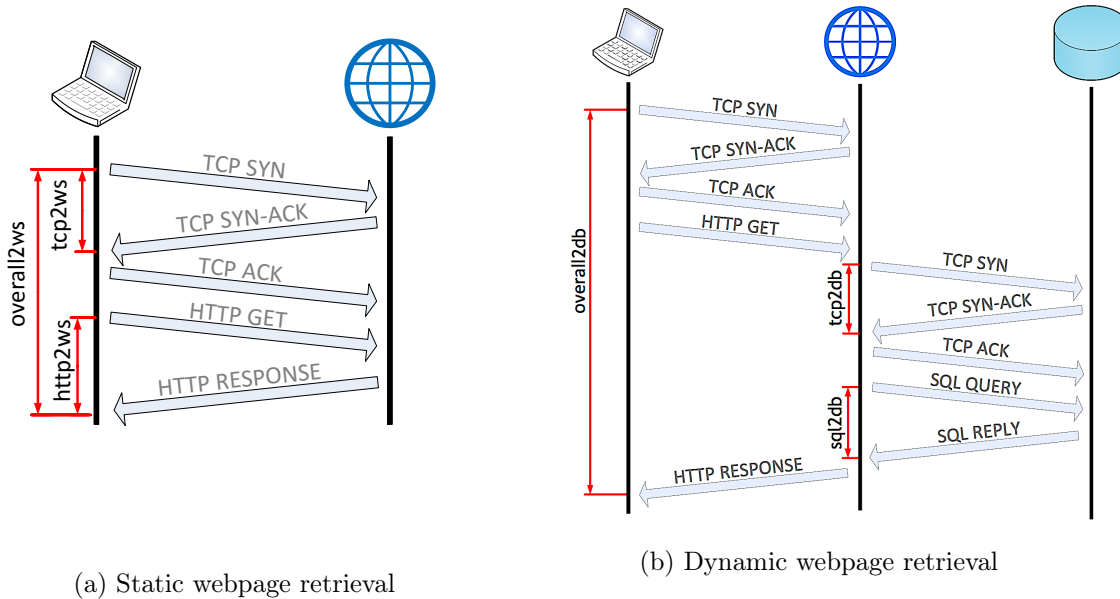 TCP SYN
TCP SYN-ACK
TCP ACK
HTTP GET
HTTP RESPONSE
overall2ws
tcp2ws
http2ws
(a) Static webpage retrieval
TCP SYN
TCP SYN-ACK
TCP ACK
HTTP GET
overall2db
TCP SYN
tcp2db
TCP SYN-ACK
TCP ACK
SQL QUERY
sql2db
SQL REPLY
HTTP RESPONSE
(b) Dynamic webpage retrieval